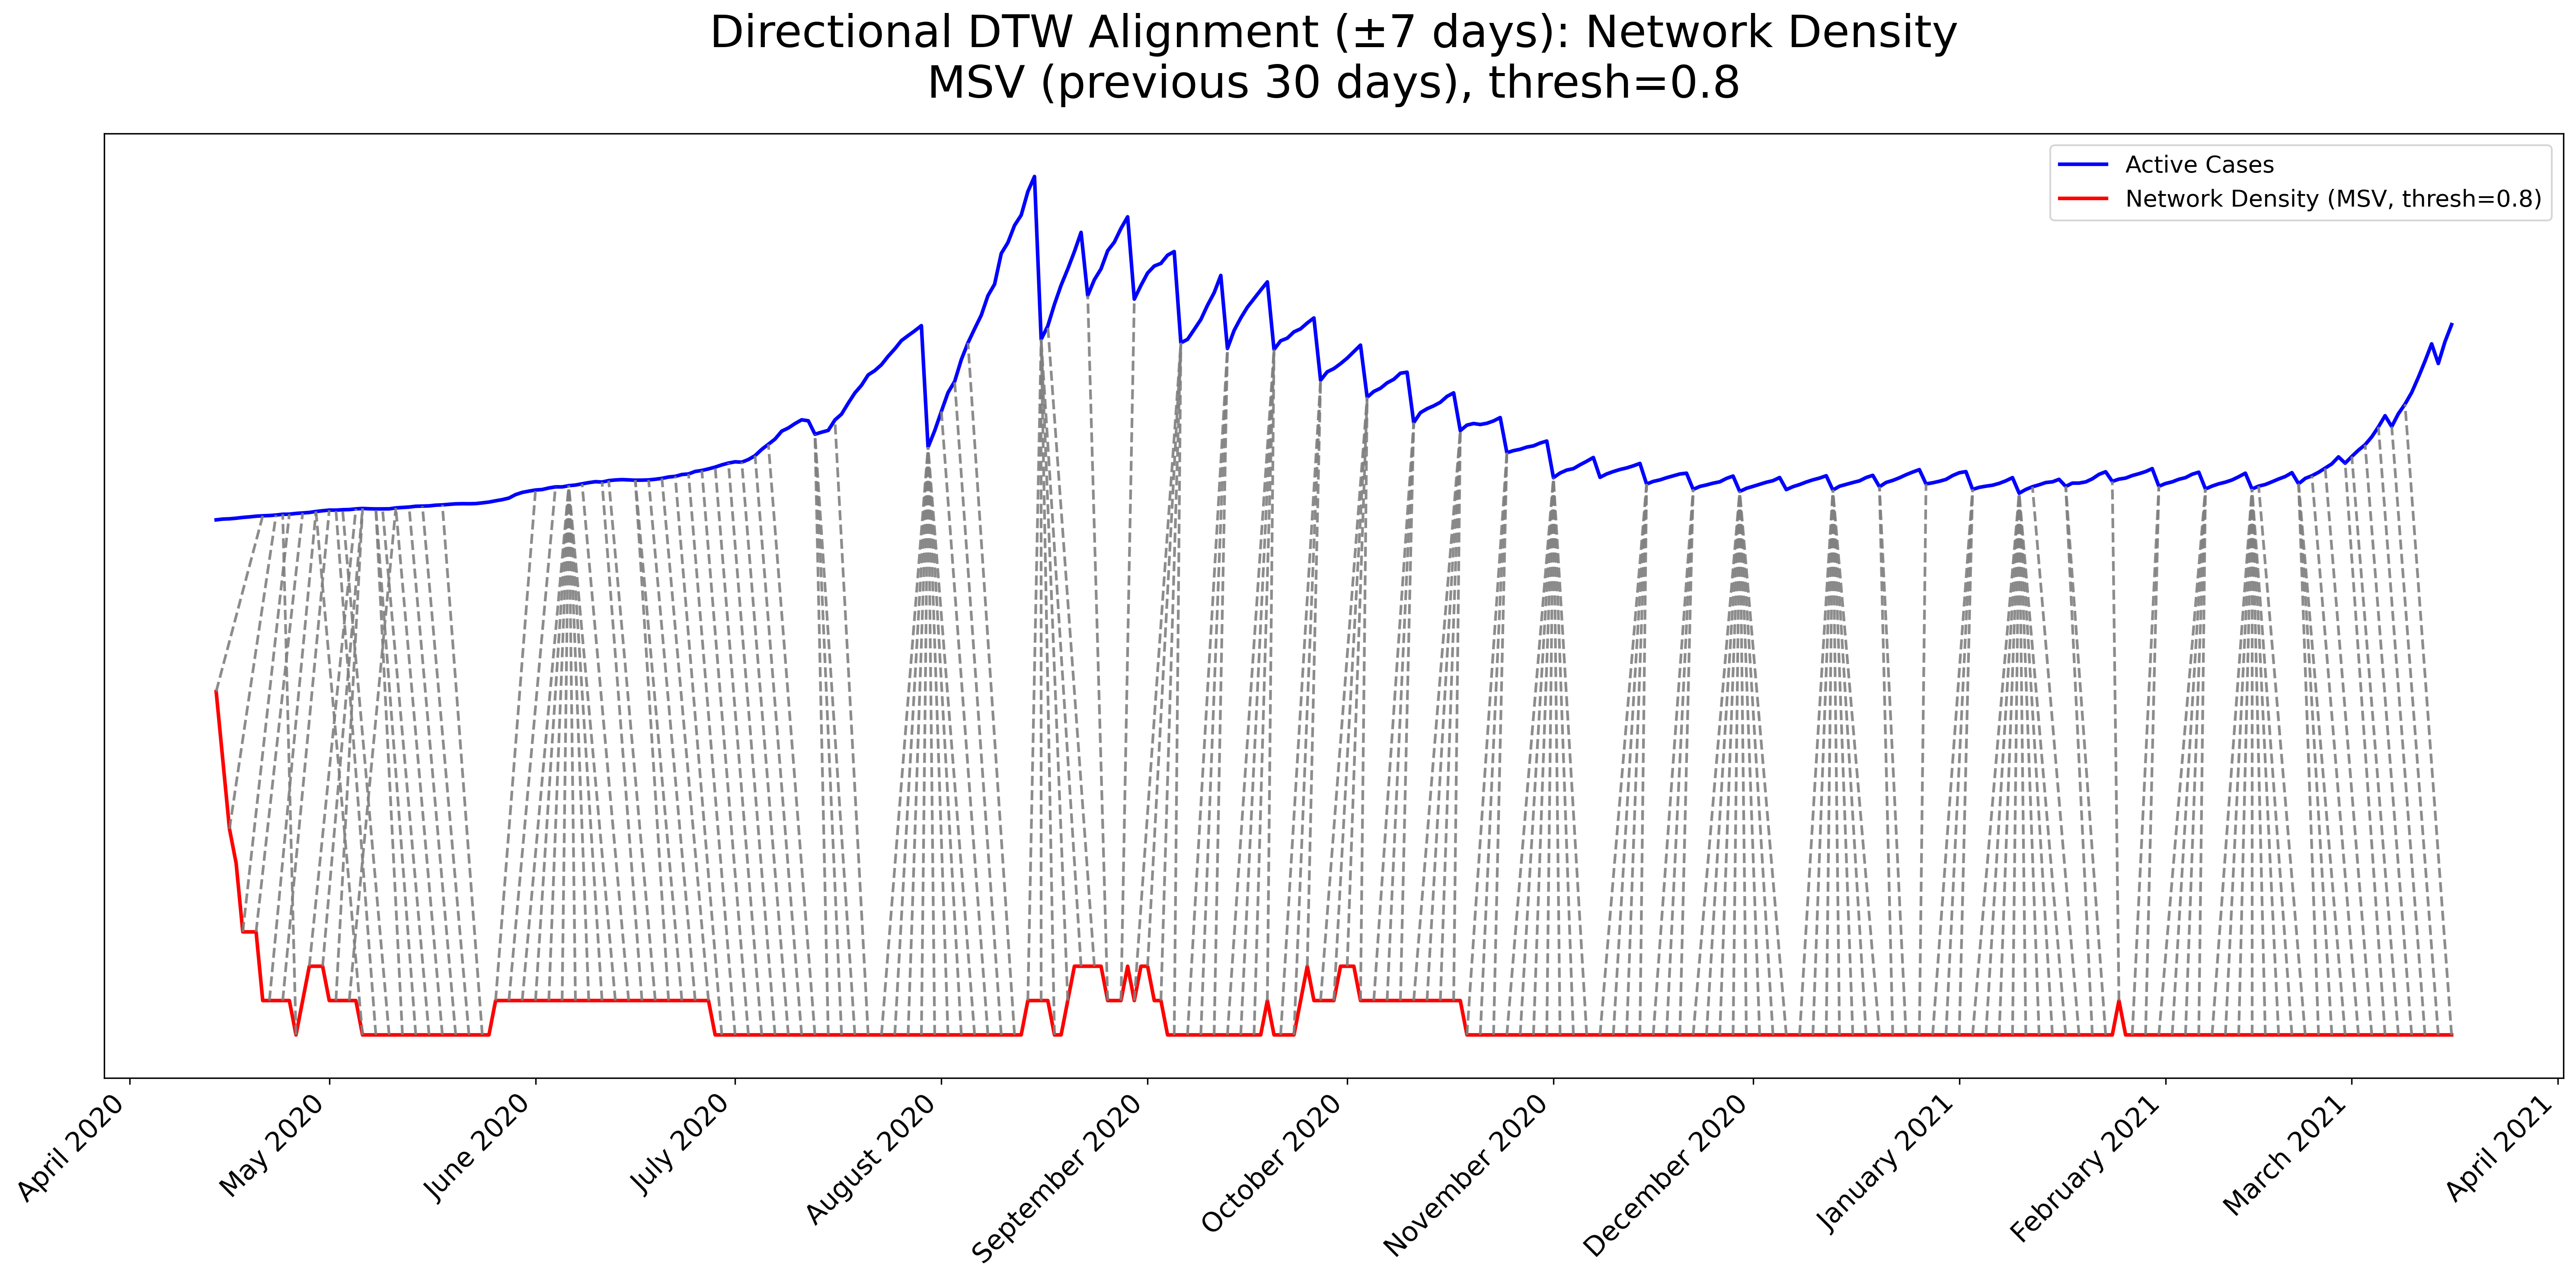 Directional DTW Alignment (±7 days): Network Density
MSV (previous 30 days), thresh=0.8
Active Cases
Network Density (MSV, thresh=0.8)
April 2020
May 2020
June 2020
July 2020
August 2020
September 2020
October 2020
November 2020
December 2020
January 2021
February 2021
March 2021
April 2021